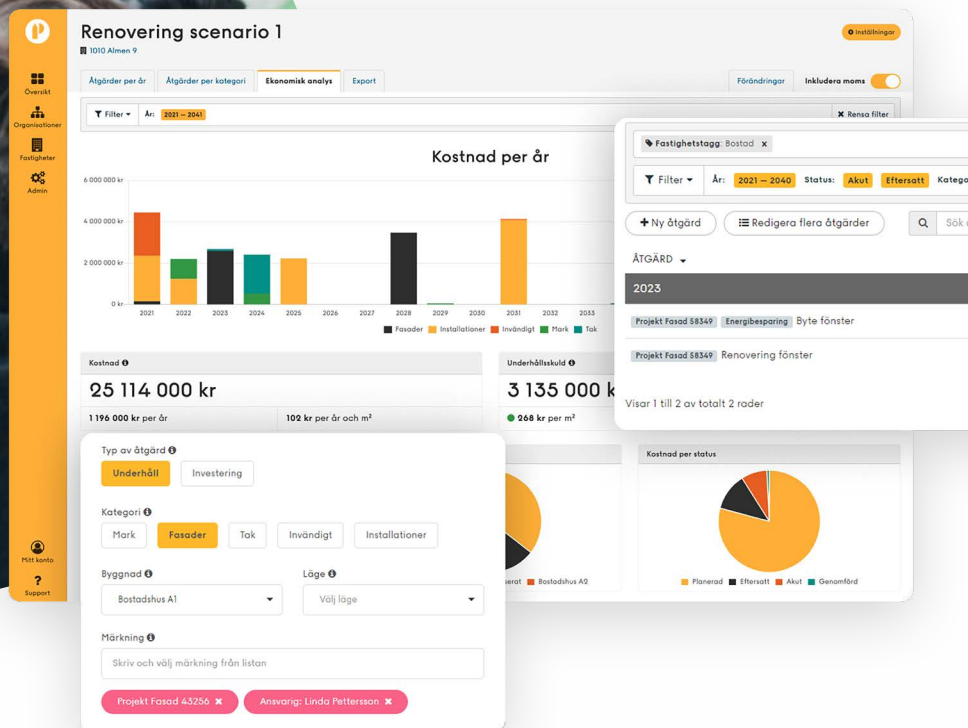 Renovering scenario 1
1010 Almen 9
Inställningar
Åtgärder per år
Åtgärder per kategori
Ekonomisk analys
Export
Förändringar
Inkludera moms
Filter
År: 2021 — 2041
Rensa filter
Översikt
Organisationer
Fastigheter
Admin
Mitt konto
?
Support
Kostnad per år
6 000 000 kr
4 000 000 kr
2 000 000 kr
0 kr
2021 2022 2023 2024 2025 2026 2027 2028 2029 2030 2031 2032 2033
Fasader Installationer Invändigt Mark Tak
Kostnad
25 114 000 kr
1 196 000 kr per år
102 kr per år och m²
Underhållsskuld
3 135 000
268 kr per m²
Fastighetstagg: Bostad x
Filter
År: 2021 — 2040 Status: Akut Eftersatt
+ Ny åtgärd
Redigera flera åtgärder
Sök
ÅTGÄRD
2023
Projekt Fasad 58349 Energibesparing Byte fönster
Projekt Fasad 58349 Renovering fönster
Visar 1 till 2 av totalt 2 rader
Typ av åtgärd
Underhåll
Investering
Kategori
Mark
Fasader
Tak
Invändigt
Installationer
Byggnad
Läge
Bostadshus A1
Välj läge
Märkning
Skriv och välj märkning från listan
Projekt Fasad 43256 ×
Ansvarig: Linda Pettersson ×
Bostadshus A2
Kostnad per status
Planerad Eftersatt Akut Genomförd